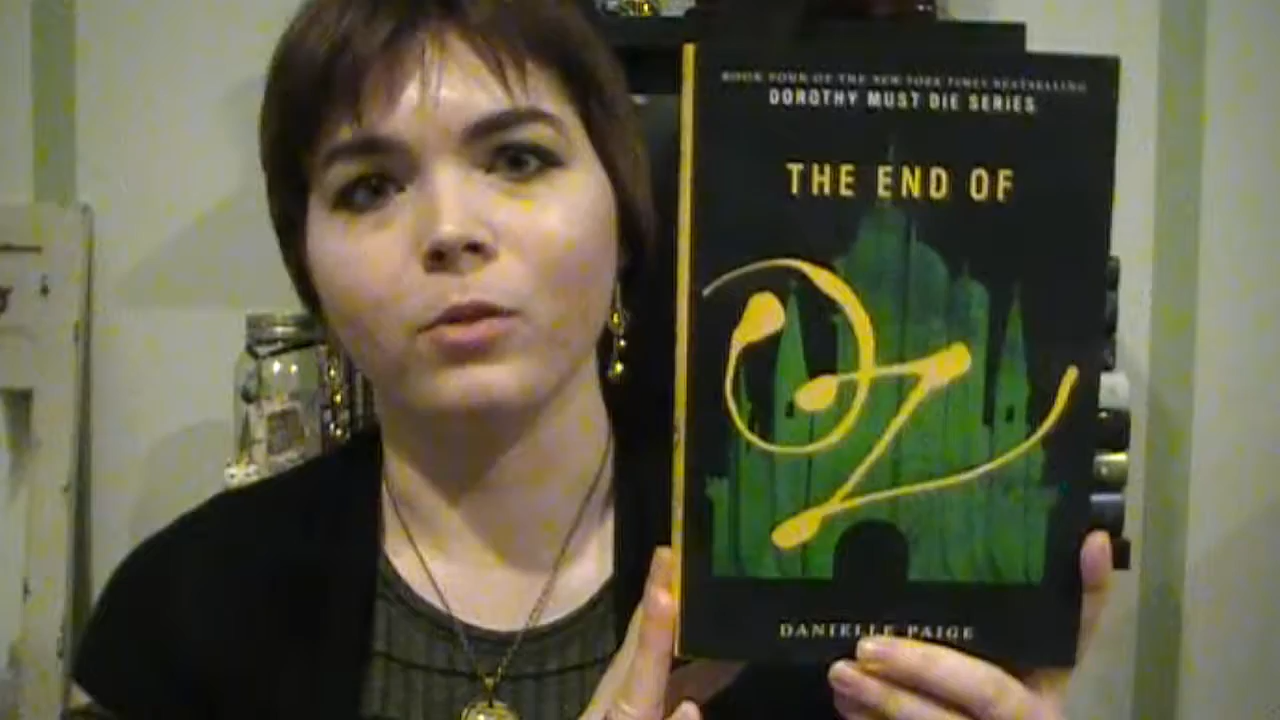 BOOK FOUR OF THE NEW YORK TIMES BESTSELLING
DOROTHY MUST DIE SERIES
THE END OF
OZ
DANIELLE PAIGE